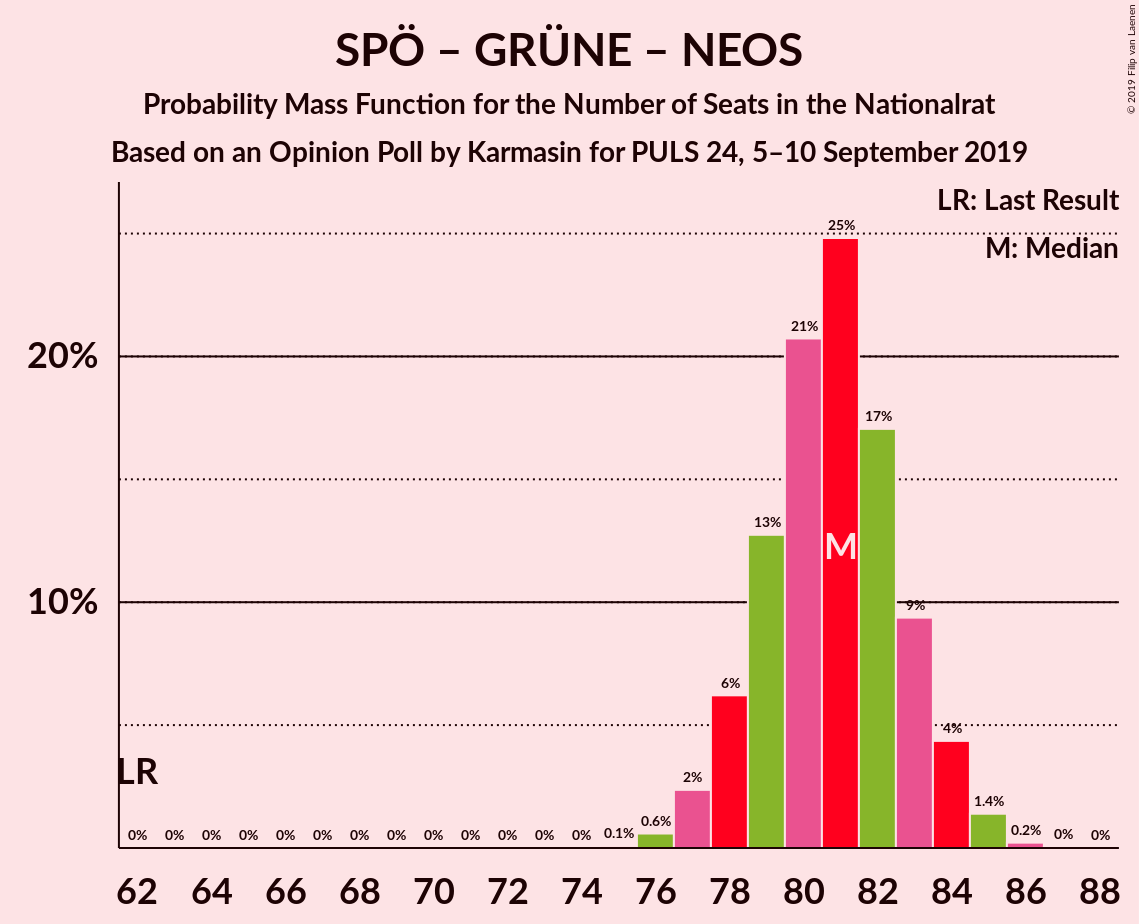 SPÖ – GRÜNE – NEOS
Probability Mass Function for the Number of Seats in the Nationalrat
Based on an Opinion Poll by Karmasin for PULS 24, 5–10 September 2019
© 2019 Filip van Laenen
LR: Last Result
M: Median
25%
21%
20%
17%
13%
M
10%
9%
6%
4%
LR
2%
1.4%
0% 0% 0% 0% 0% 0% 0% 0% 0% 0% 0% 0% 0% 0.1% 0.6% 0.2% 0% 0%
62 64 66 68 70 72 74 76 78 80 82 84 86 88